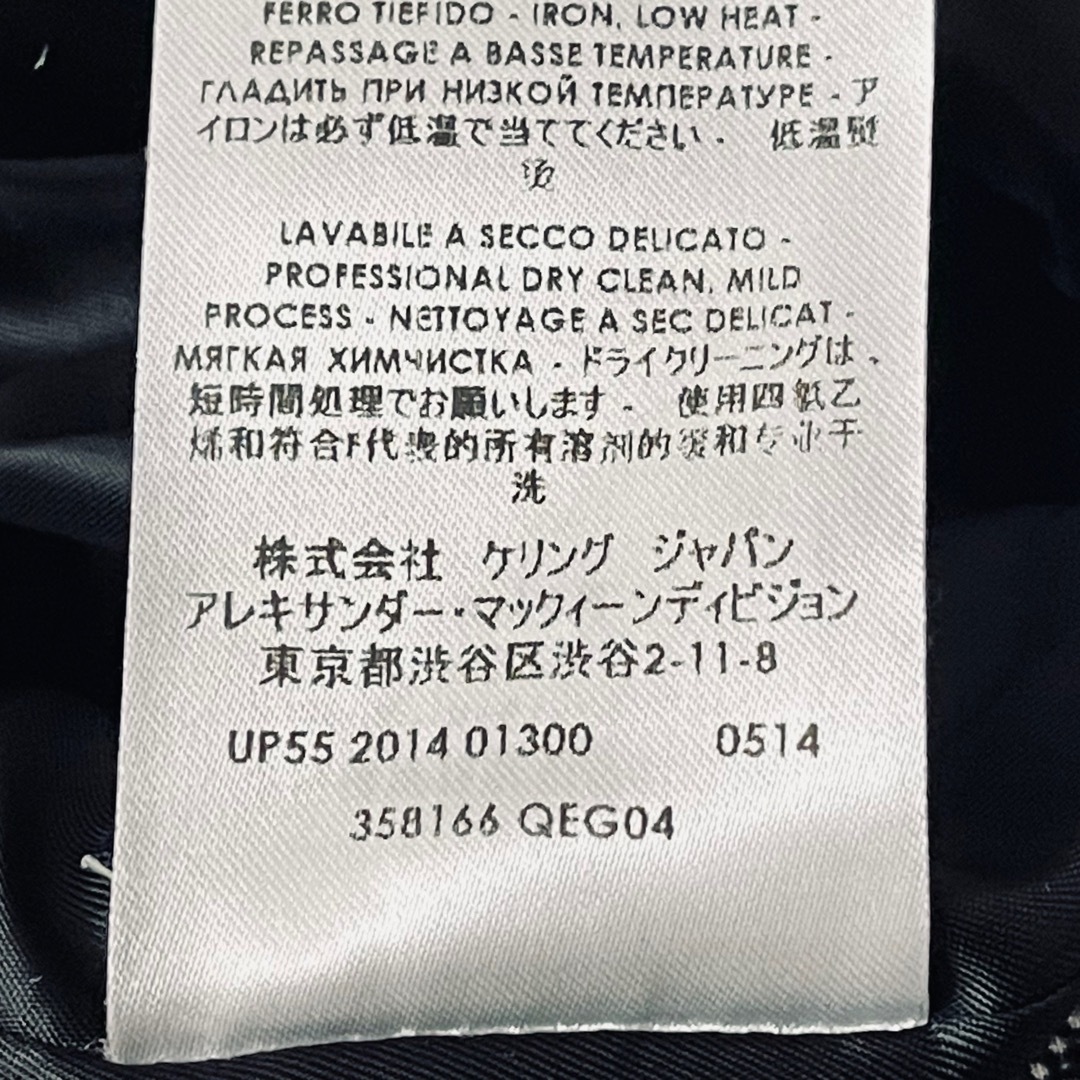 FERRO TIEFIDO - IRON, LOW HEAT -
REPASSAGE A BASSE TEMPERATURE -
ГЛАДИТЬ ПРИ НИЗКОЙ ТЕМПЕРАТУРЕ - ア
イロンは必ず低温で当ててください. 低温熨
烫
LAVABILE A SECCO DELICATO -
PROFESSIONAL DRY CLEAN, MILD
PROCESS - NETTOYAGE A SEC DELICAT -
МЯГКАЯ ХИМЧИСТКА - ドライクリーニングは、
短時間処理でお願いします - 使用四氯乙
烯和符合F代表的所有溶剂的缓和专业干
洗
株式会社 ケリング ジャパン
アレキサンダー・マックィーンディビジョン
東京都渋谷区渋谷2-11-8
UP55 2014 01300 0514
358166 QEG04